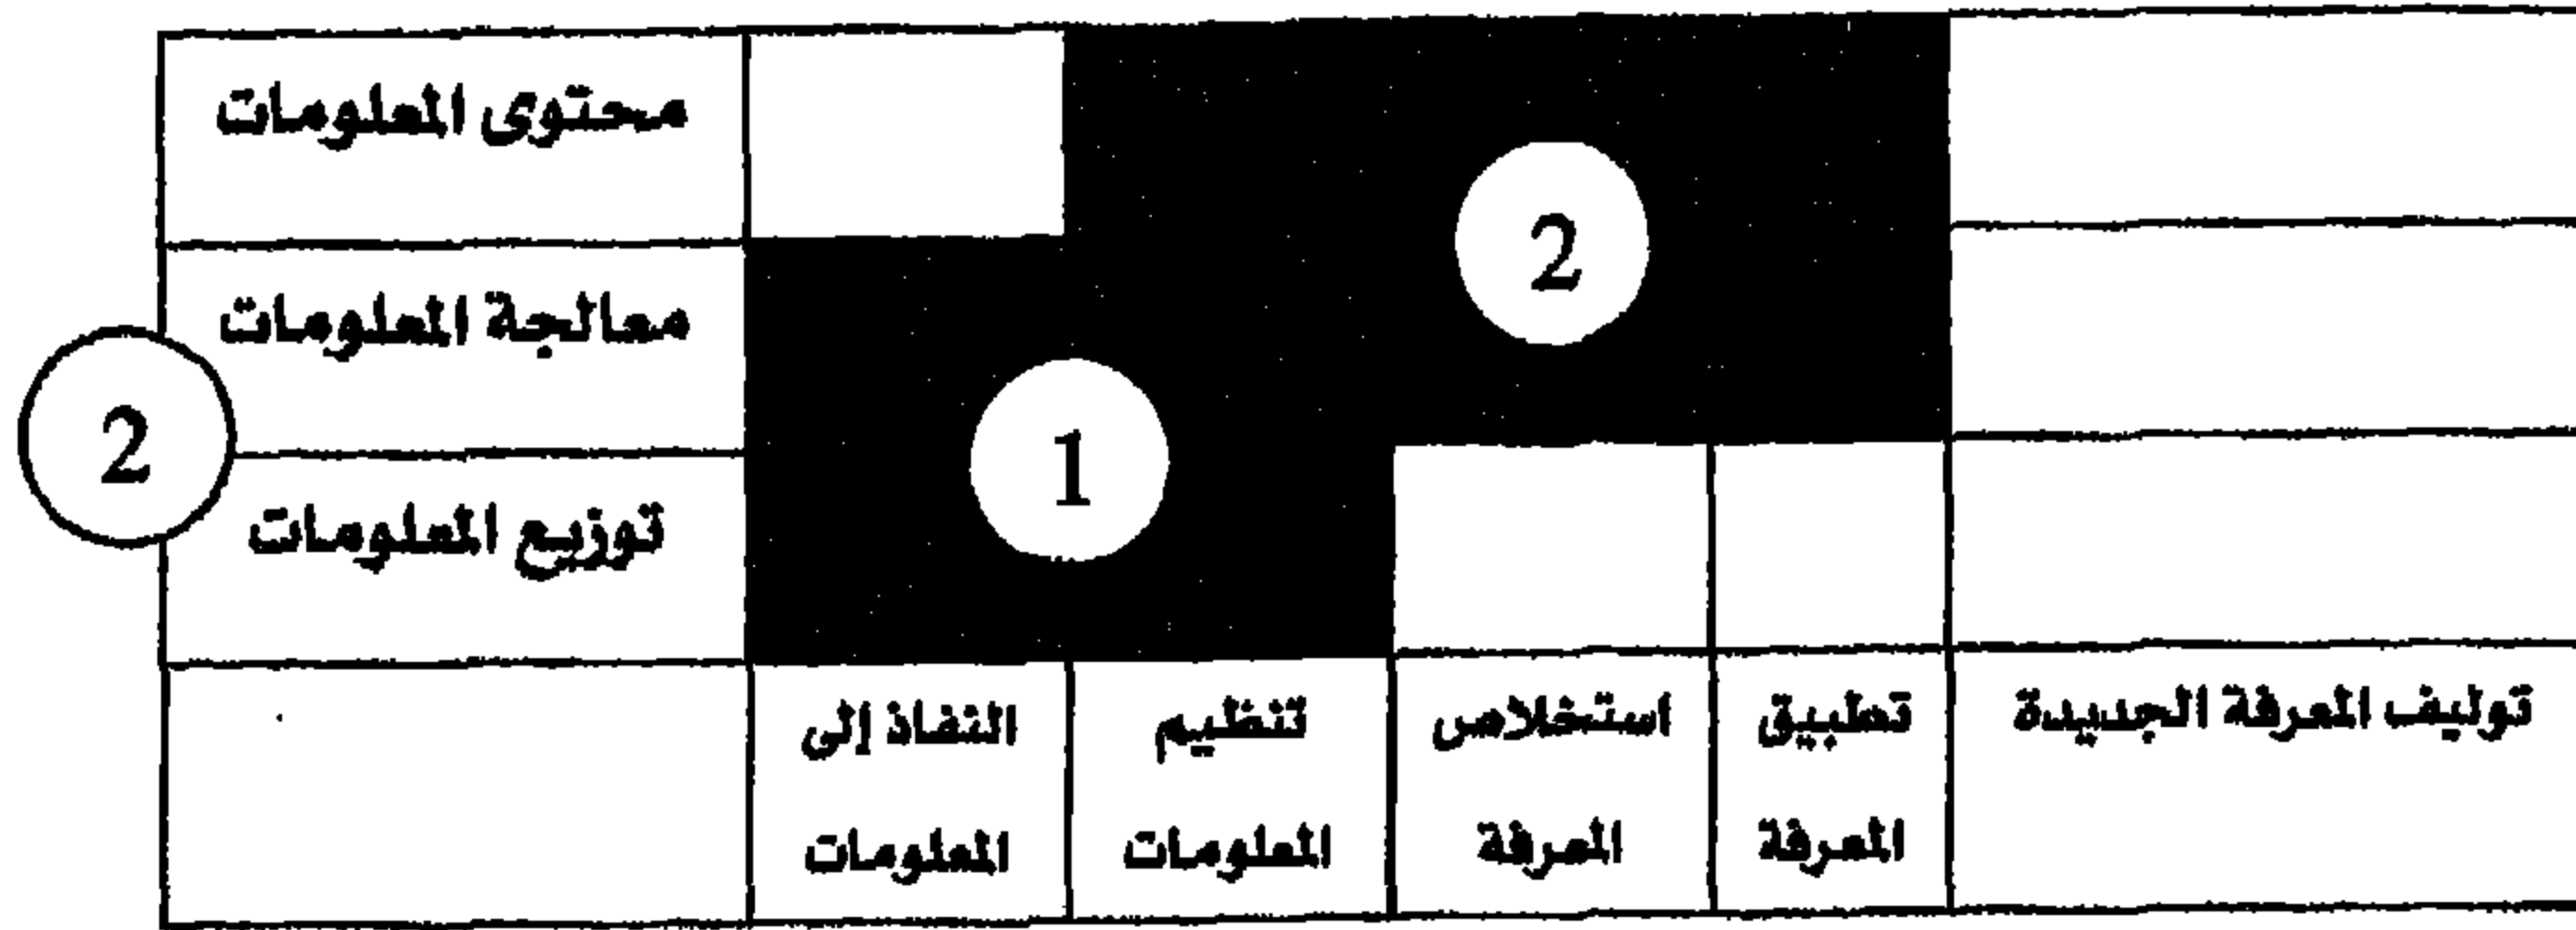 محتوى المعلومات
2
معالجة المعلومات
2
1
توزيع المعلومات
النفاذ إلى
المعلومات
تنظيم
المعلومات
استخلاص
المعرفة
تطبيق
المعرفة
توليف المعرفة الجديدة